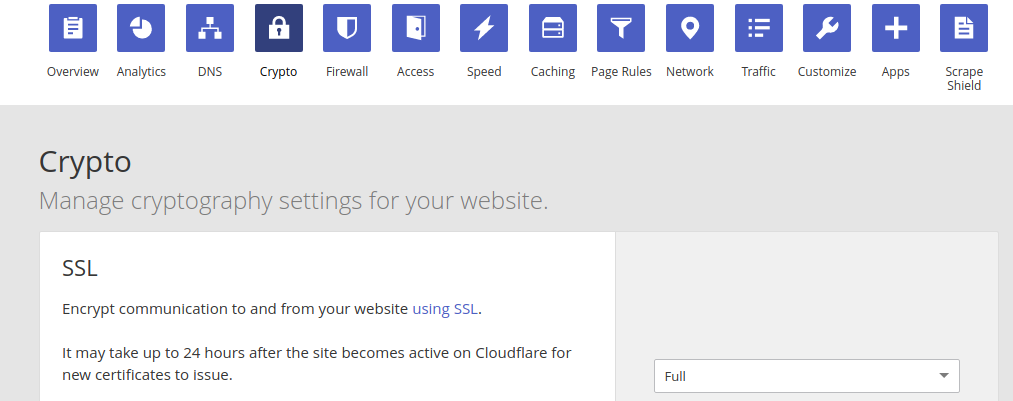 Overview Analytics DNS Crypto Firewall Access Speed Caching Page Rules Network Traffic Customize Apps Scrape
Shield
Crypto
Manage cryptography settings for your website.
SSL
Encrypt communication to and from your website using SSL.
It may take up to 24 hours after the site becomes active on Cloudflare for
new certificates to issue.
Full